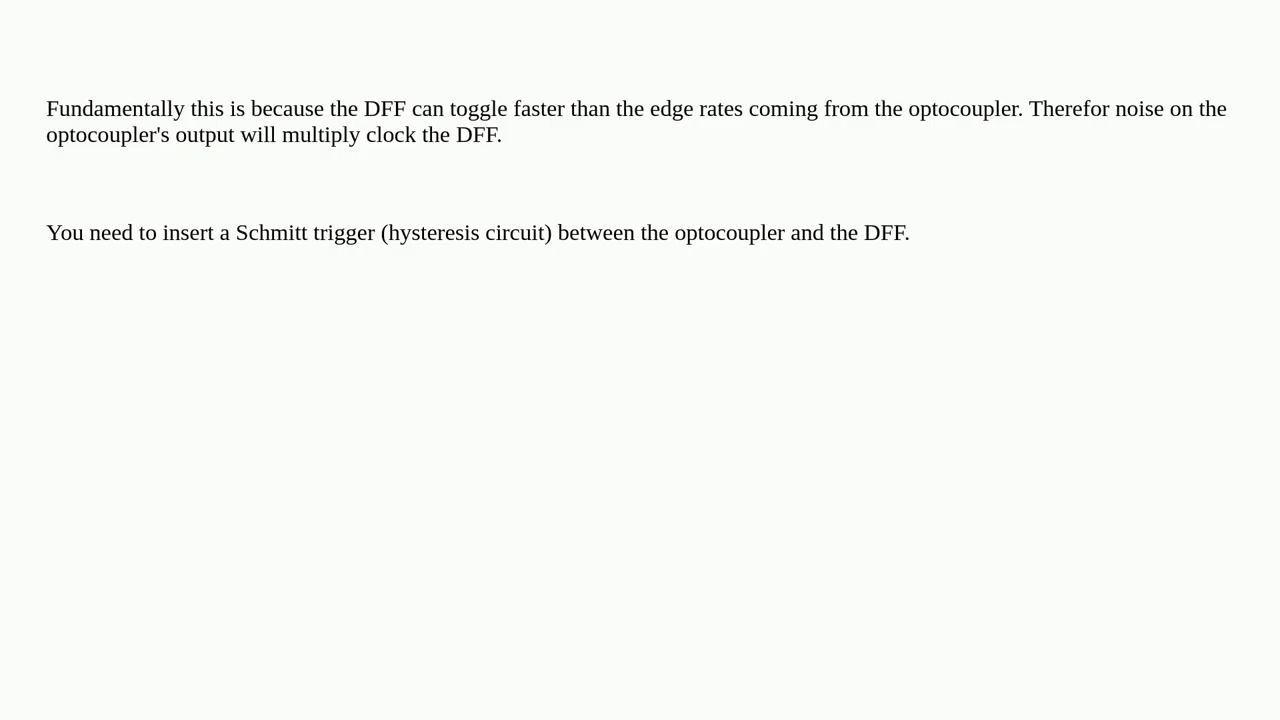 Fundamentally this is because the DFF can toggle faster than the edge rates coming from the optocoupler. Therefor noise on the
optocoupler's output will multiply clock the DFF.
You need to insert a Schmitt trigger (hysteresis circuit) between the optocoupler and the DFF.